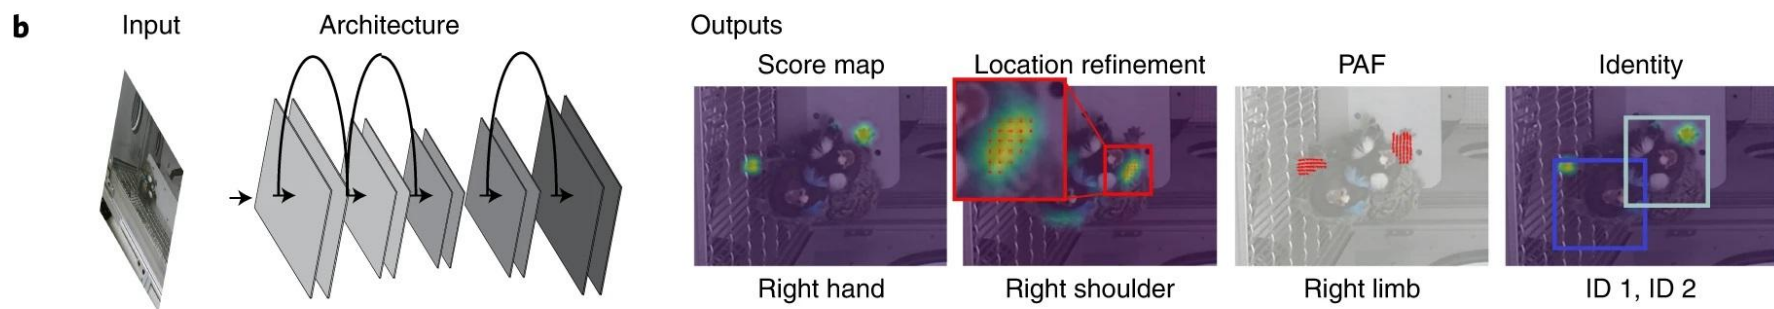 b
Input
Architecture
Outputs
Score map
Location refinement
PAF
Identity
Right hand
Right shoulder
Right limb
ID 1, ID 2